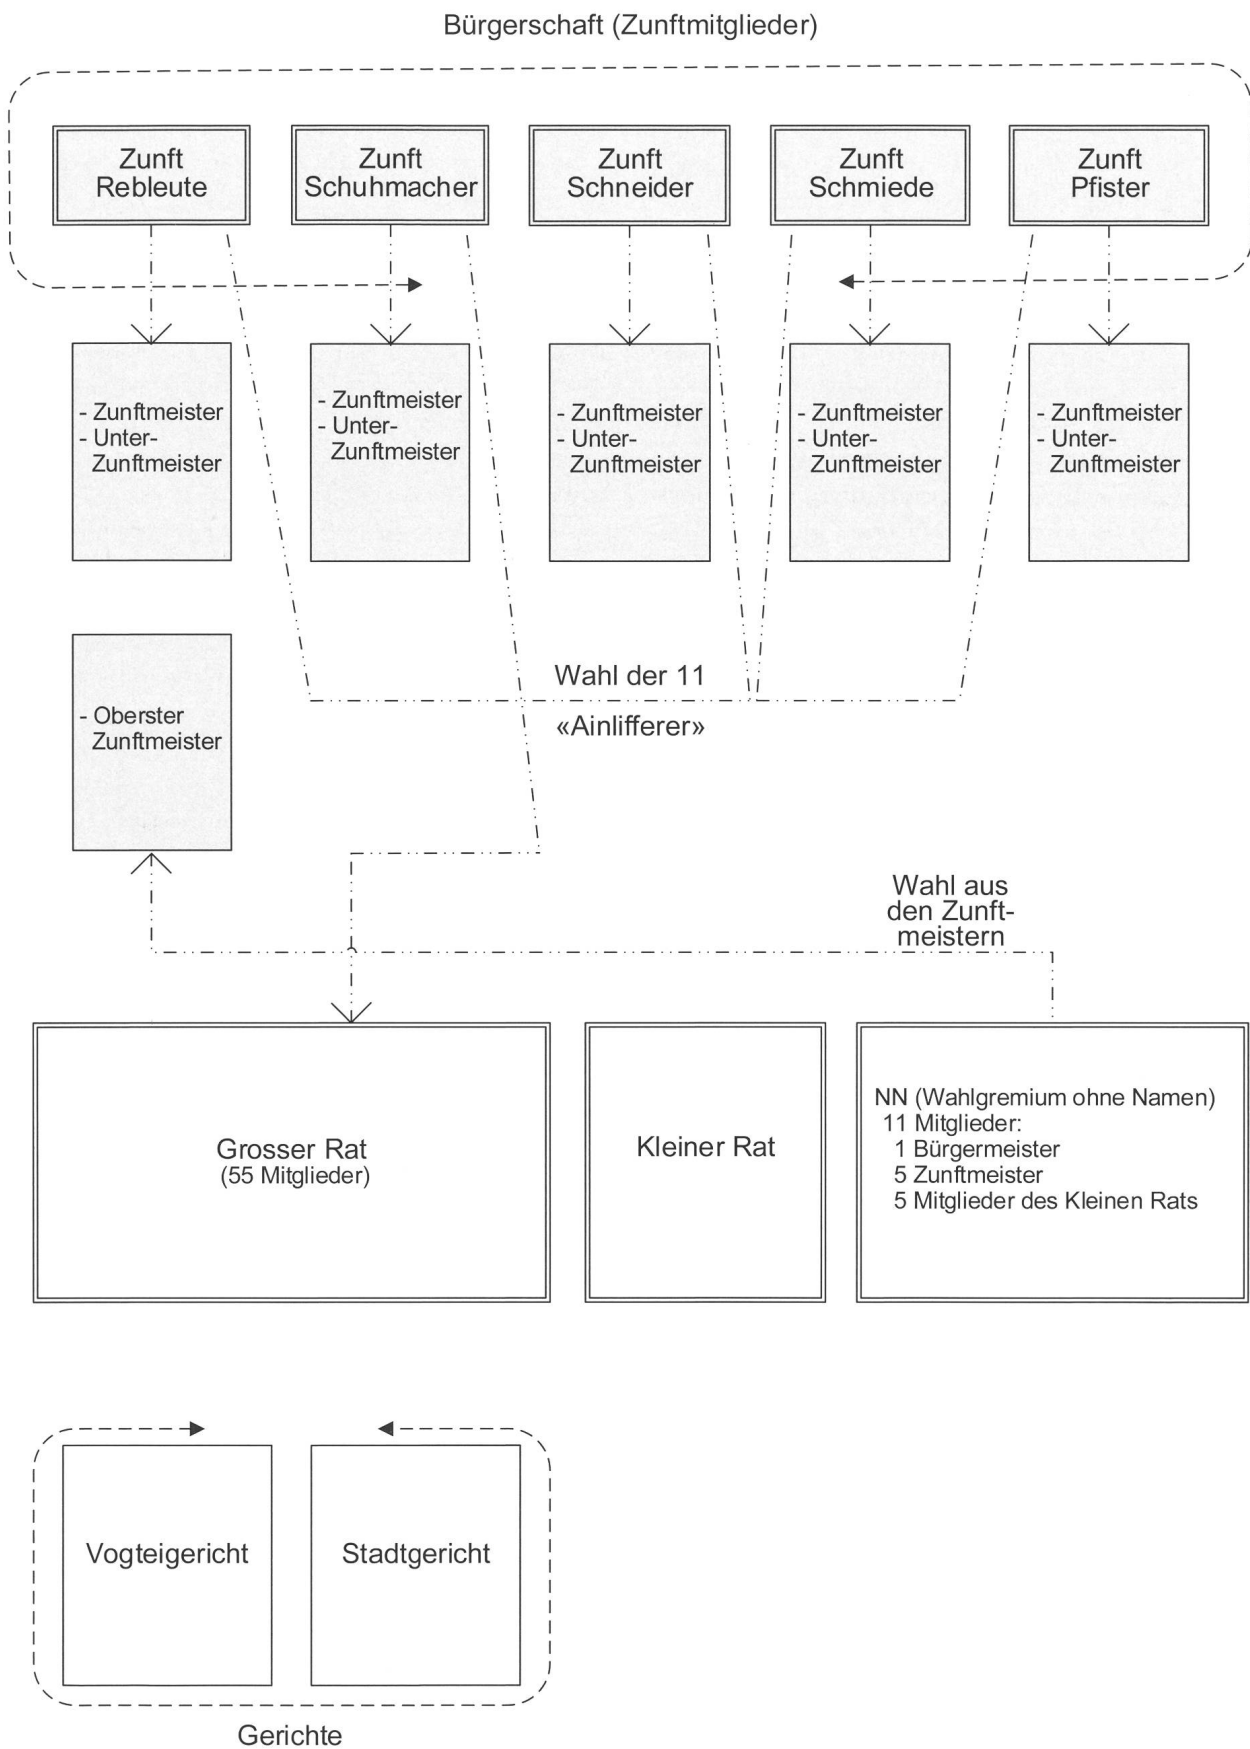 Bürgerschaft (Zunftmitglieder)
Zunft
Rebleute
Zunft
Schuhmacher
Zunft
Schneider
Zunft
Schmiede
Zunft
Pfister
- Zunftmeister
- Unter-
Zunftmeister
- Zunftmeister
- Unter-
Zunftmeister
- Zunftmeister
- Unter-
Zunftmeister
- Zunftmeister
- Unter-
Zunftmeister
- Zunftmeister
- Unter-
Zunftmeister
- Oberster
Zunftmeister
Wahl der 11
«Ainlifferer»
Wahl aus
den Zunft-
meistern
Grosser Rat
(55 Mitglieder)
Kleiner Rat
NN (Wahlgremium ohne Namen)
11 Mitglieder:
1 Bürgermeister
5 Zunftmeister
5 Mitglieder des Kleinen Rats
Vogteigericht
Stadtgericht
Gerichte